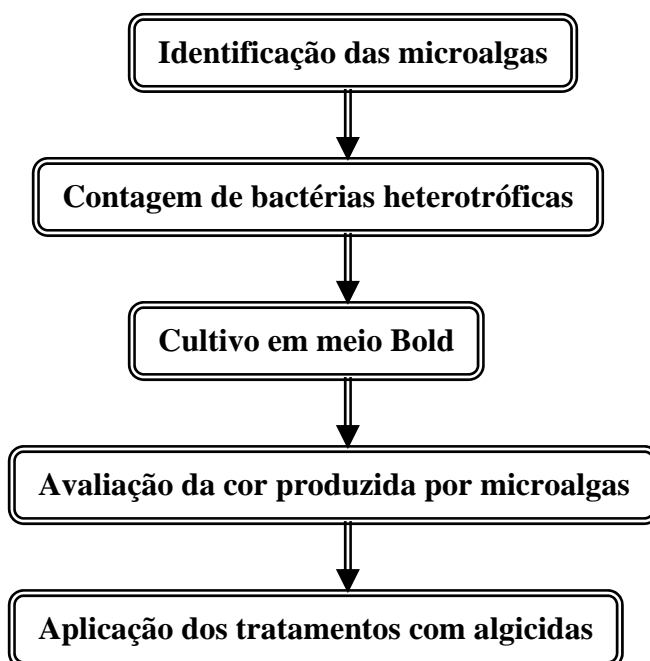 Identificação das microalgas
Contagem de bactérias heterotróficas
Cultivo em meio Bold
Avaliação da cor produzida por microalgas
Aplicação dos tratamentos com algicidas